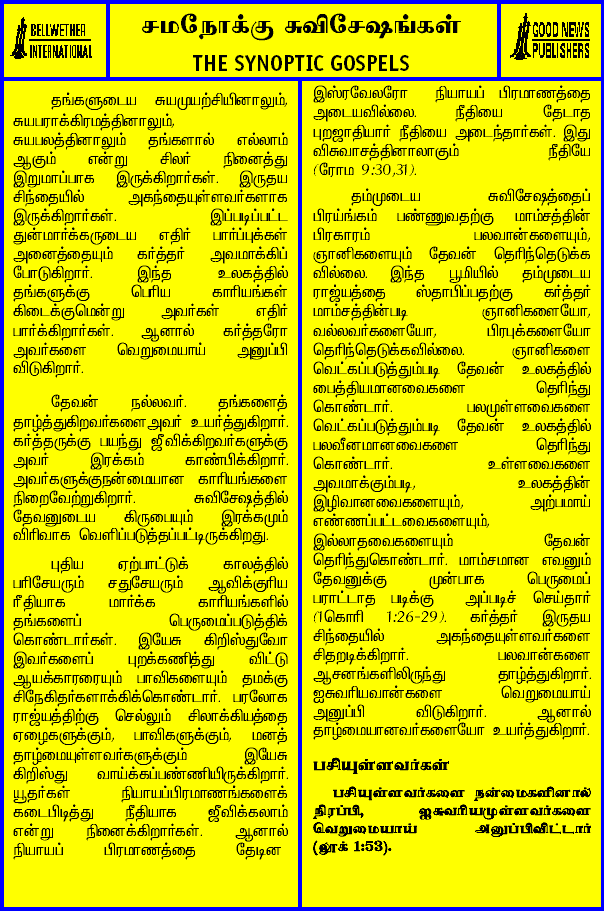 BELLWETHER
INTERNATIONAL
சமநோக்கு சுவிசேஷங்கள்
THE SYNOPTIC GOSPELS
GOOD NEWS
PUBLISHERS
தங்களுடைய சுயமுயற்சியினாலும்,
சுயபராக்கிரமத்தினாலும்,
சுயபலத்தினாலும் தங்களால் எல்லாம்
ஆகும் என்று சிலர் நினைத்து
இறுமாப்பாக இருக்கிறார்கள். இருதய
சிந்தையில் அகந்தையுள்ளவர்களாக
இருக்கிறார்கள். இப்படிப்பட்ட
துன்மார்க்கருடைய எதிர் பார்ப்புக்கள்
அனைத்தையும் கர்த்தர் அவமாக்கிப்
போடுகிறார். இந்த உலகத்தில்
தங்களுக்கு பெரிய காரியங்கள்
கிடைக்குமென்று அவர்கள் எதிர்
பார்க்கிறார்கள். ஆனால் கர்த்தரோ
அவர்களை வெறுமையாய் அனுப்பி
விடுகிறார்.
தேவன் நல்லவர். தங்களைத்
தாழ்த்துகிறவர்களைஅவர் உயர்த்துகிறார்.
கர்த்தருக்கு பயந்து ஜீவிக்கிறவர்களுக்கு
அவர் இரக்கம் காண்பிக்கிறார்.
அவர்களுக்குநன்மையான காரியங்களை
நிறைவேற்றுகிறார். சுவிசேஷத்தில்
தேவனுடைய கிருபையும் இரக்கமும்
விரிவாக வெளிப்படுத்தப்பட்டிருக்கிறது.
புதிய ஏற்பாட்டுக் காலத்தில்
பரிசேயரும் சதுசேயரும் ஆவிக்குரிய
ரீதியாக மார்க்க காரியங்களில்
தங்களைப் பெருமைப்படுத்திக்
கொண்டார்கள். இயேசு கிறிஸ்துவோ
இவர்களைப் புறக்கணித்து விட்டு
ஆயக்காரரையும் பாவிகளையும் தமக்கு
சிநேகிதர்களாக்கிக்கொண்டார். பரலோக
ராஜ்யத்திற்கு செல்லும் சிலாக்கியத்தை
ஏழைகளுக்கும், பாவிகளுக்கும், மனத்
தாழ்மையுள்ளவர்களுக்கும் இயேசு
கிறிஸ்து வாய்க்கப்பண்ணியிருக்கிறார்.
யூதர்கள் நியாயப்பிரமாணங்களைக்
கடைபிடித்து நீதியாக ஜீவிக்கலாம்
என்று நினைக்கிறார்கள். ஆனால்
நியாயப் பிரமாணத்தை தேடின
இஸ்ரவேலரோ நியாயப் பிரமாணத்தை
அடையவில்லை. நீதியை தேடாத
புறஜாதியார் நீதியை அடைந்தார்கள். இது
விசுவாசத்தினாலாகும் நீதியே
(ரோம 9:30,31).
தம்முடைய சுவிசேஷத்தைப்
பிரயங்கம் பண்ணுவதற்கு மாம்சத்தின்
பிரகாரம் பலவான்களையும்,
ஞானிகளையும் தேவன் தெரிந்தெடுக்க
வில்லை. இந்த பூமியில் தம்முடைய
ராஜ்யத்தை ஸ்தாபிப்பதற்கு கர்த்தர்
மாம்சத்தின்படி ஞானிகளையோ,
வல்லவர்களையோ, பிரபுக்களையோ
தெரிந்தெடுக்கவில்லை. ஞானிகளை
வெட்கப்படுத்தும்படி தேவன் உலகத்தில்
பைத்தியமானவைகளை தெரிந்து
கொண்டார். பலமுள்ளவைகளை
வெட்கப்படுத்தும்படி தேவன் உலகத்தில்
பலவீனமானவைகளை தெரிந்து
கொண்டார். உள்ளவைகளை
அவமாக்கும்படி, உலகத்தின்
இழிவானவைகளையும், அற்பமாய்
எண்ணப்பட்டவைகளையும்,
இல்லாதவைகளையும் தேவன்
தெரிந்துகொண்டார். மாம்சமான எவனும்
தேவனுக்கு முன்பாக பெருமைப்
பராட்டாத படிக்கு அப்படிச் செய்தார்
(1கொரி 1:26-29). கர்த்தர் இருதய
சிந்தையில் அகந்தையுள்ளவர்களை
சிதறடிக்கிறார். பலவான்களை
ஆசனங்களிலிருந்து தாழ்த்துகிறார்.
ஐசுவரியவான்களை வெறுமையாய்
அனுப்பி விடுகிறார். ஆனால்
தாழ்மையானவர்களையோ உயர்த்துகிறார்.
பசியுள்ளவர்கள்
பசியுள்ளவர்களை நன்மைகளினால்
நிரப்பி, ஐசுவரியமுள்ளவர்களை
வெறுமையாய் அனுப்பிவிட்டார்
(லூக் 1:53).